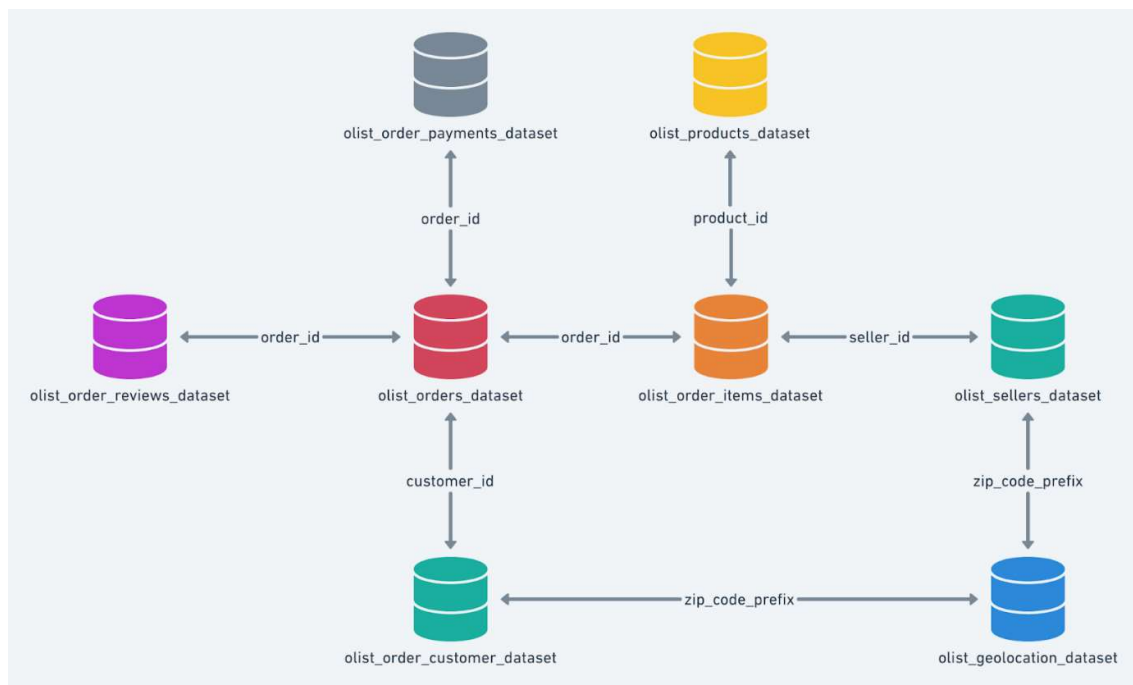 olist_order_payments_dataset
olist_products_dataset
order_id
product_id
order_id
order_id
seller_id
olist_order_reviews_dataset
olist_orders_dataset
olist_order_items_dataset
olist_sellers_dataset
customer_id
zip_code_prefix
zip_code_prefix
olist_order_customer_dataset
olist_geolocation_dataset